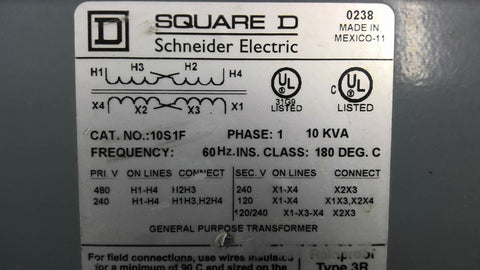 D SQUARE D
Schneider Electric
0238
MADE IN
MEXICO-11
H1 H3 H2 H4
X4 X2 X3 X1
UL
31G9
LISTED
C UL
LISTED
CAT. NO.:10S1F PHASE: 1 10 KVA
FREQUENCY: 60Hz. INS. CLASS: 180 DEG. C
PRI. V ON LINES CONNECT SEC. V ON LINES CONNECT
480 H1-H4 H2H3 240 X1-X4 X2X3
240 H1-H4 H1H3,H2H4 120 X1-X4 X1X3,X2X4
120/240 X1-X3-X4 X2X3
GENERAL PURPOSE TRANSFORMER
For field connections, use wires insulated
for a minimum of 90 C and sized on the
Rainproof
Type 3R